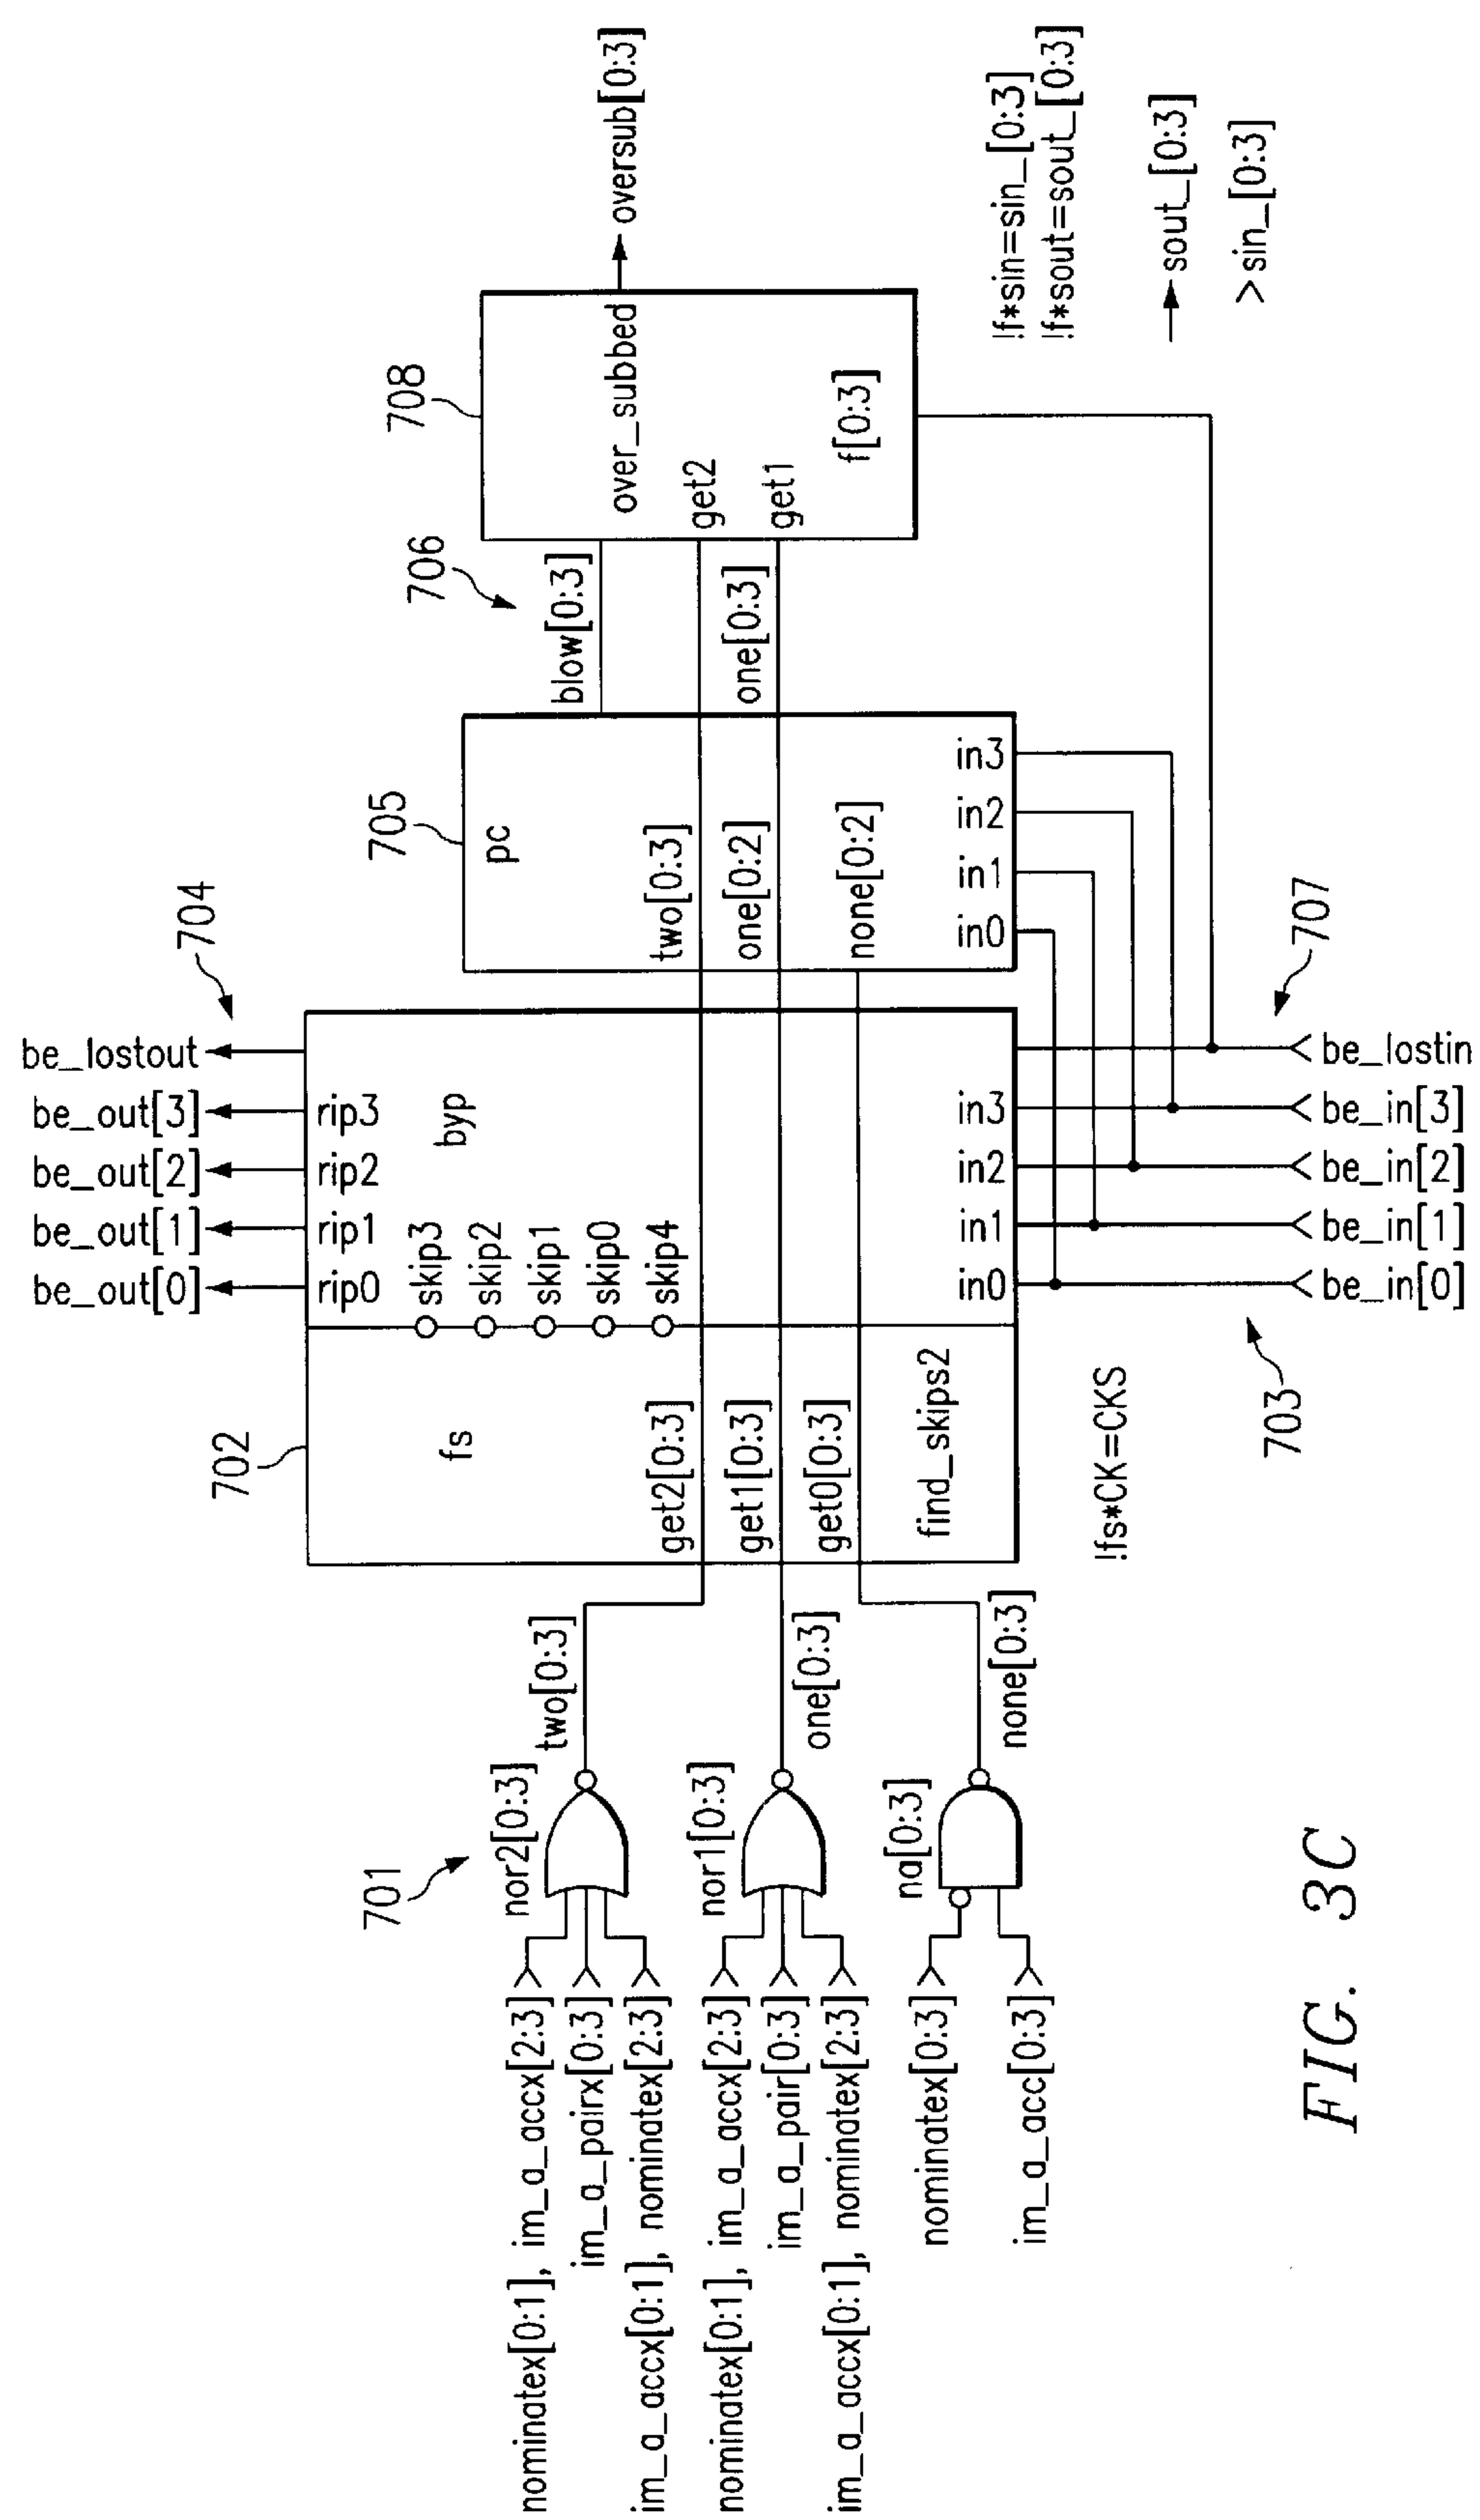 nominatex[0:1], im_a_accx[2:3]
im_a_pairx[0:3]
im_a_accx[0:1], nominatex[2:3]
nominatex[0:1], im_a_accx[2:3]
im_a_pair[0:3]
im_a_accx[0:1], nominatex[2:3]
nominatex[0:3]
im_a_acc[0:3]
701
nor2[0:3]
nor1[0:3]
na[0:3]
two[0:3]
one[0:3]
none[0:3]
702
fs
get2[0:3]
get1[0:3]
get0[0:3]
find_skips2
!fs*CK=CKS
be_out[0]
be_out[1]
be_out[2]
be_out[3]
be_lostout
704
rip0
rip1
rip2
rip3
byp
skip3
skip2
skip1
skip0
skip4
in0
in1
in2
in3
703
be_in[0]
be_in[1]
be_in[2]
be_in[3]
be_lostin
707
705
pc
two[0:3]
one[0:2]
none[0:2]
in0
in1
in2
in3
706
blow[0:3]
one[0:3]
708
over_subbed
get2
get1
f[0:3]
oversub[0:3]
!f*sin=sin_[0:3]
!f*sout=sout_[0:3]
sout_[0:3]
>sin_[0:3]
FIG. 3C